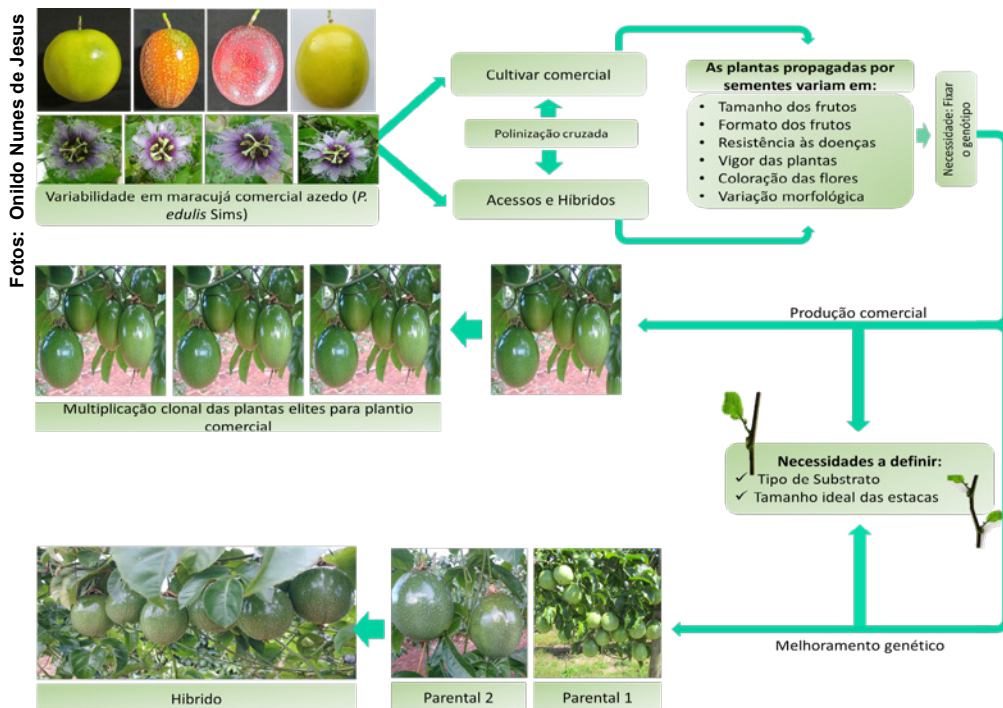 Fotos: Onildo Nunes de Jesus
Variabilidade em maracujá comercial azedo (P.
edulis Sims)
Cultivar comercial
Polinização cruzada
Acessos e Híbridos
As plantas propagadas por
sementes variam em:
• Tamanho dos frutos
• Formato dos frutos
• Resistência às doenças
• Vigor das plantas
• Coloração das flores
• Variação morfológica
Necessidade: Fixar
o genótipo
Produção comercial
Multiplicação clonal das plantas elites para plantio
comercial
Necessidades a definir:
✓ Tipo de Substrato
✓ Tamanho ideal das estacas
Melhoramento genético
Hibrido
Parental 2
Parental 1